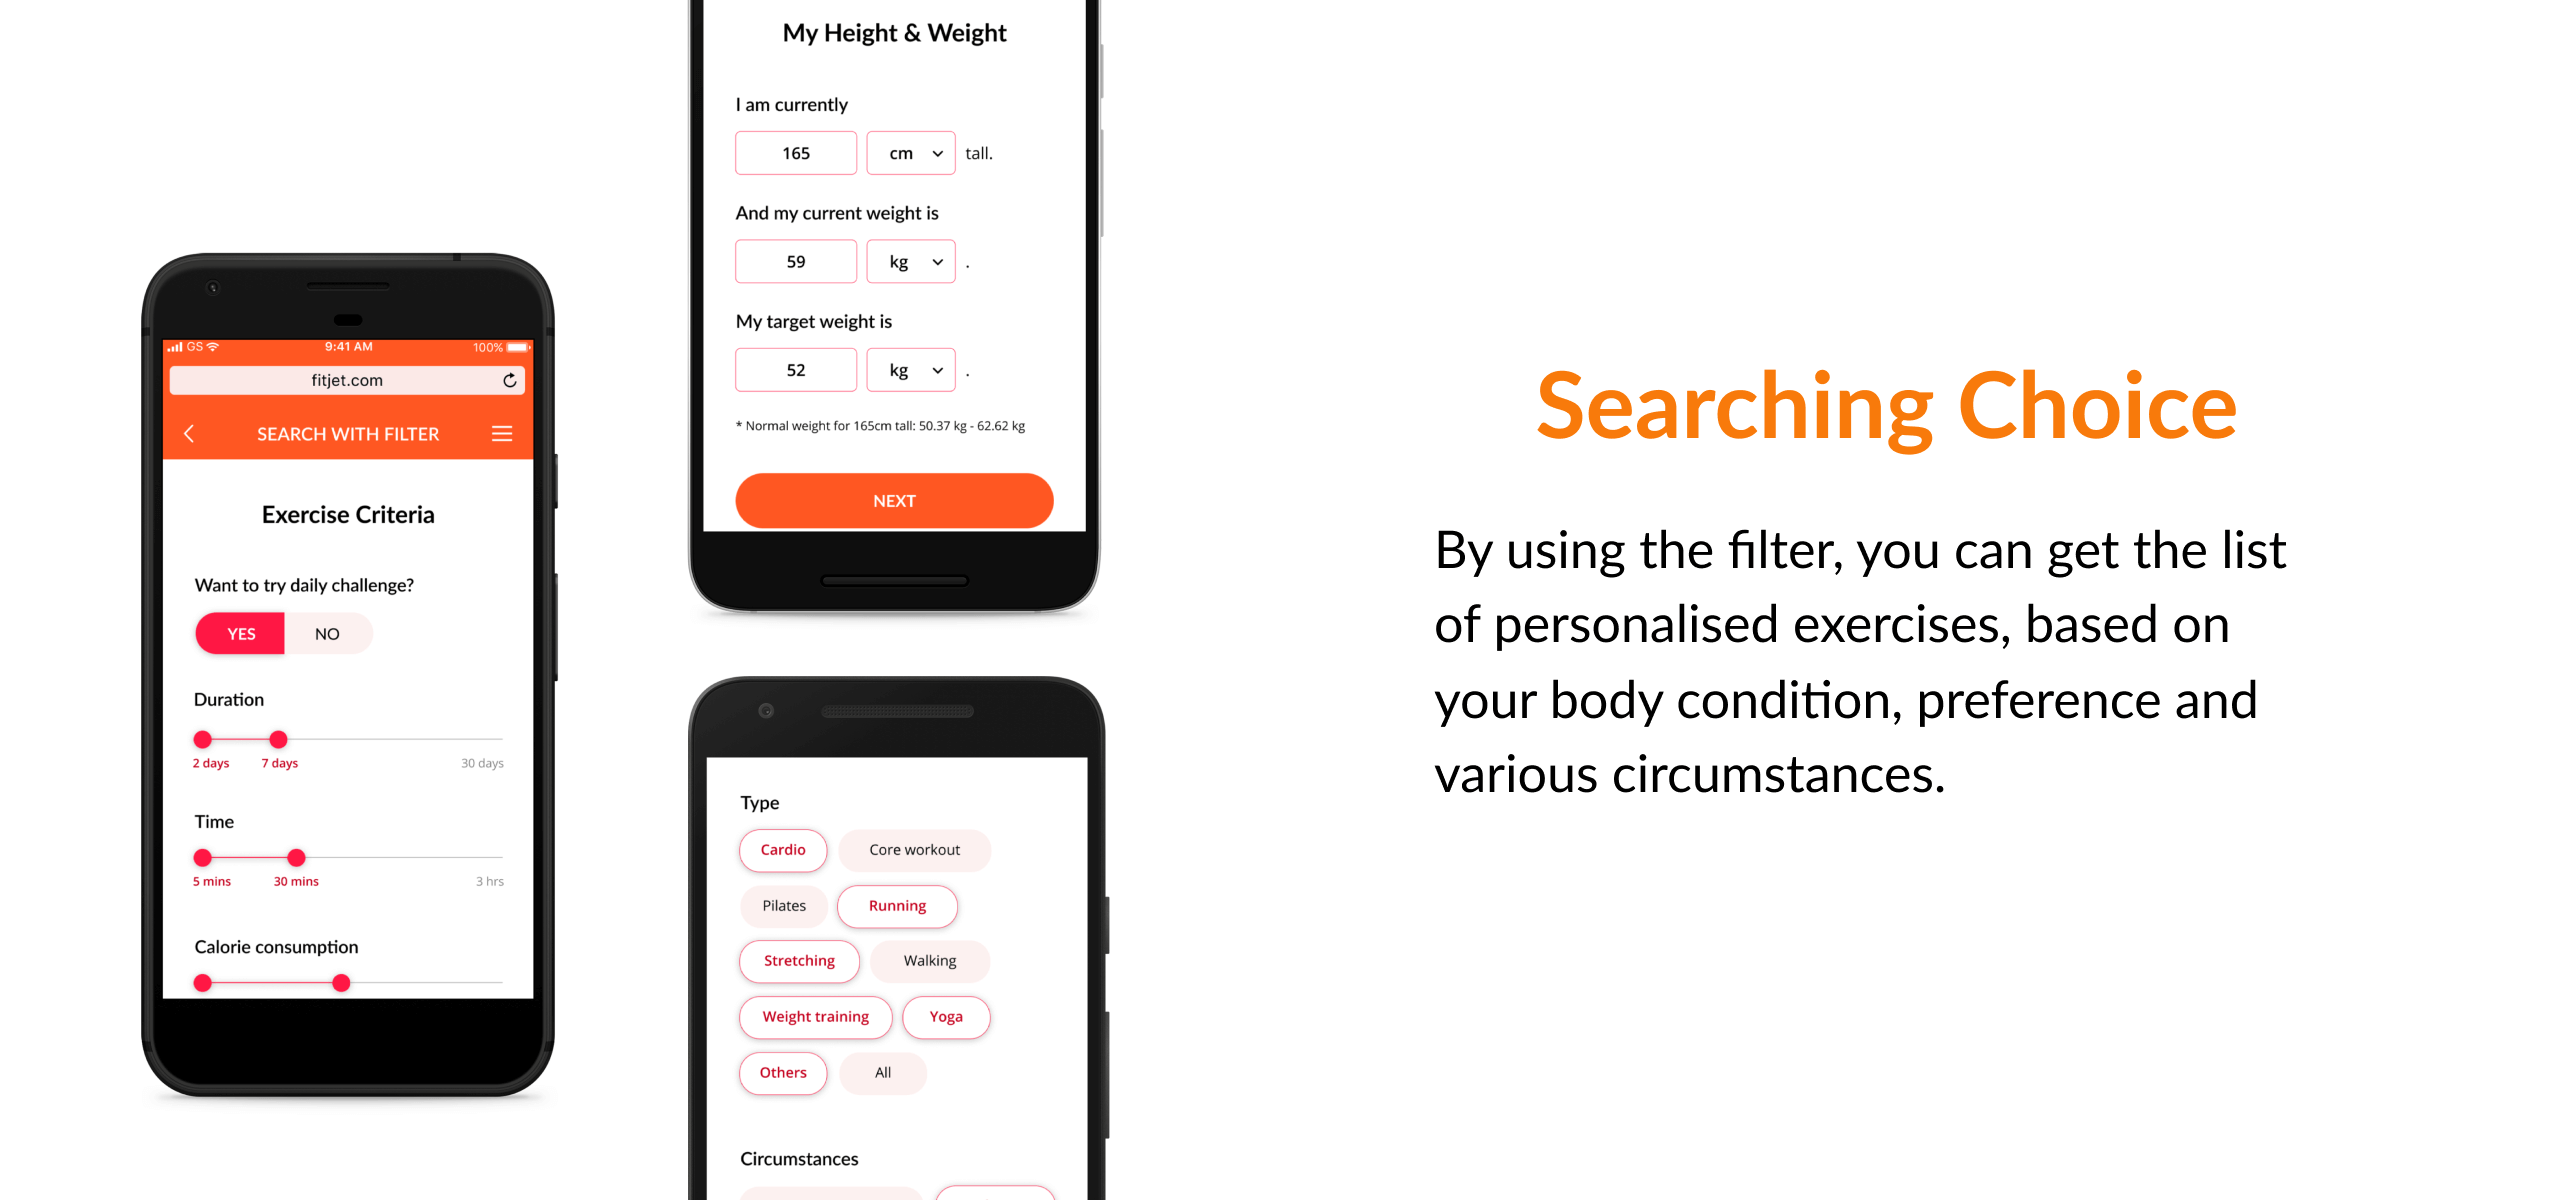 GS 9:41 AM 100%
fitjet.com
SEARCH WITH FILTER
Exercise Criteria
Want to try daily challenge?
YES NO
Duration
2 days 7 days 30 days
Time
5 mins 30 mins 3 hrs
Calorie consumption
My Height & Weight
I am currently
165 cm tall.
And my current weight is
59 kg .
My target weight is
52 kg .
* Normal weight for 165cm tall: 50.37 kg - 62.62 kg
NEXT
Type
Cardio Core workout
Pilates Running
Stretching Walking
Weight training Yoga
Others All
Circumstances
Searching Choice
By using the filter, you can get the list
of personalised exercises, based on
your body condition, preference and
various circumstances.